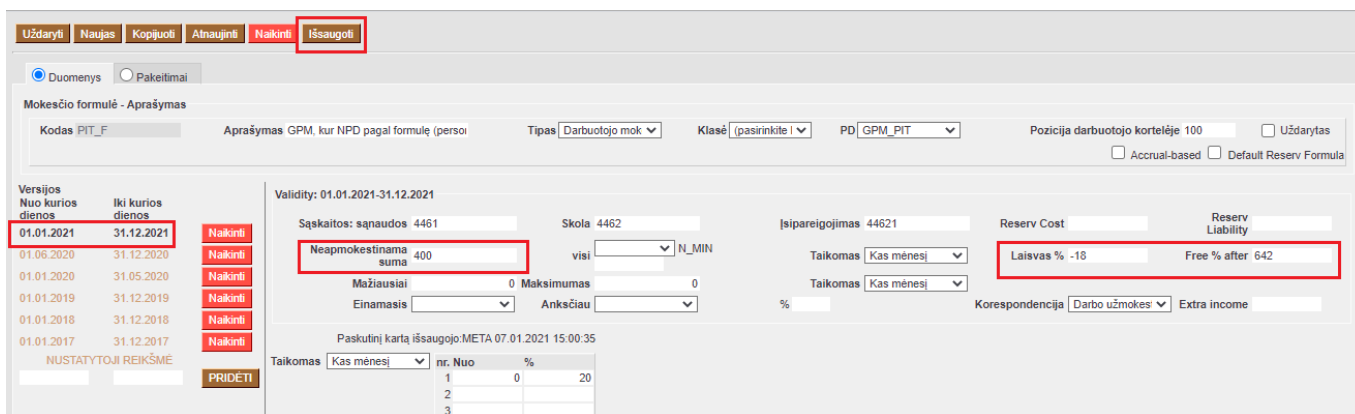 Uždaryti Naujas Kopijuoti Atnaujinti Naikinti Išsaugoti
Duomenys Pakeitimai
Mokesčio formulė - Aprašymas
Kodas PIT_F Aprašymas GPM, kur NPD pagal formulę (person Tipas Darbuotojo mok Klasė (pasirinkite PD GPM_PIT Pozicija darbuotojo kortelėje 100 Uždarytas
Accrual-based Default Reserv Formula
Versijos
Nuo kurios dienos Iki kurios dienos
01.01.2021 31.12.2021 Naikinti
01.06.2020 31.12.2020 Naikinti
01.01.2020 31.05.2020 Naikinti
01.01.2019 31.12.2019 Naikinti
01.01.2018 31.12.2018 Naikinti
01.01.2017 31.12.2017 Naikinti
NUSTATYTOJI REIKŠMĖ
PRIDĖTI
Validity: 01.01.2021-31.12.2021
Sąskaitos: sąnaudos 4461 Skola 4462 Įsipareigojimas 44621 Reserv Cost Reserv Liability
Neapmokestinama suma 400 visi N_MIN Taikomas Kas mėnesį Laisvas % -18 Free % after 642
Mažiausiai 0 Maksimumas 0 Taikomas Kas mėnesį
Einamasis Anksčiau % Korespondencija Darbo užmokes Extra income
Paskutinį kartą išsaugojo:META 07.01.2021 15:00:35
Taikomas Kas mėnesį nr. Nuo %
1 0 20
2
3